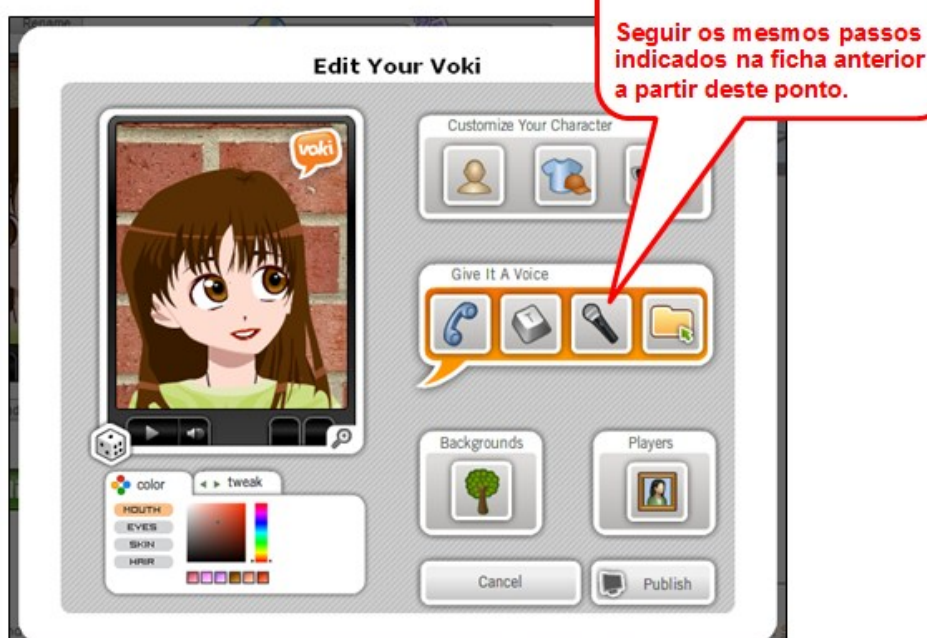 Rename
Seguir os mesmos passos
indicados na ficha anterior
a partir deste ponto.
Edit Your Voki
voki
Customize Your Character
Give It A Voice
T
Backgrounds
Players
color
tweak
MOUTH
EYES
SKIN
HAIR
Cancel
Publish